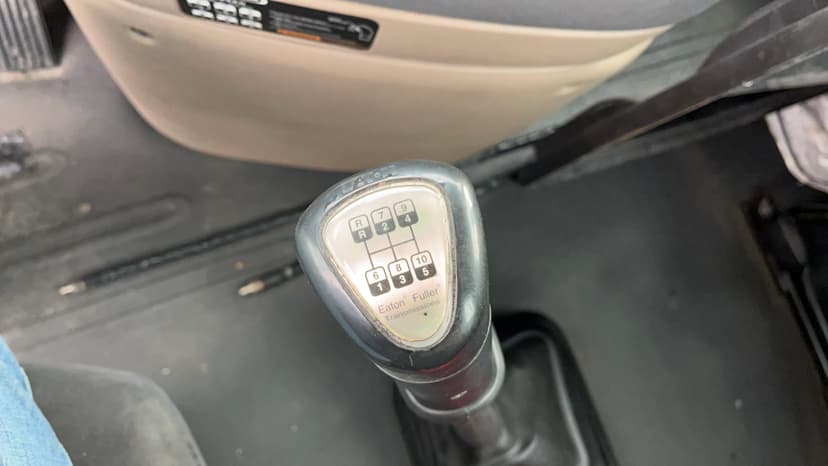 R 7 9
R 2 4
6 8 10
1 3 5
Eaton® Fuller®
Transmissions